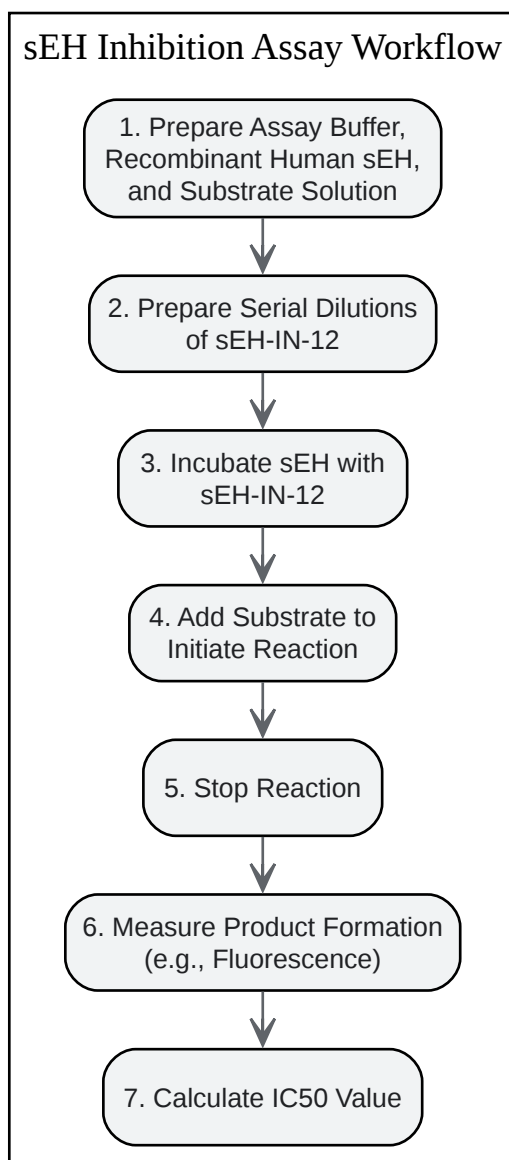 sEH Inhibition Assay Workflow
1. Prepare Assay Buffer,
Recombinant Human sEH,
and Substrate Solution
2. Prepare Serial Dilutions
of sEH-IN-12
3. Incubate sEH with
sEH-IN-12
4. Add Substrate to
Initiate Reaction
5. Stop Reaction
6. Measure Product Formation
(e.g., Fluorescence)
7. Calculate IC50 Value